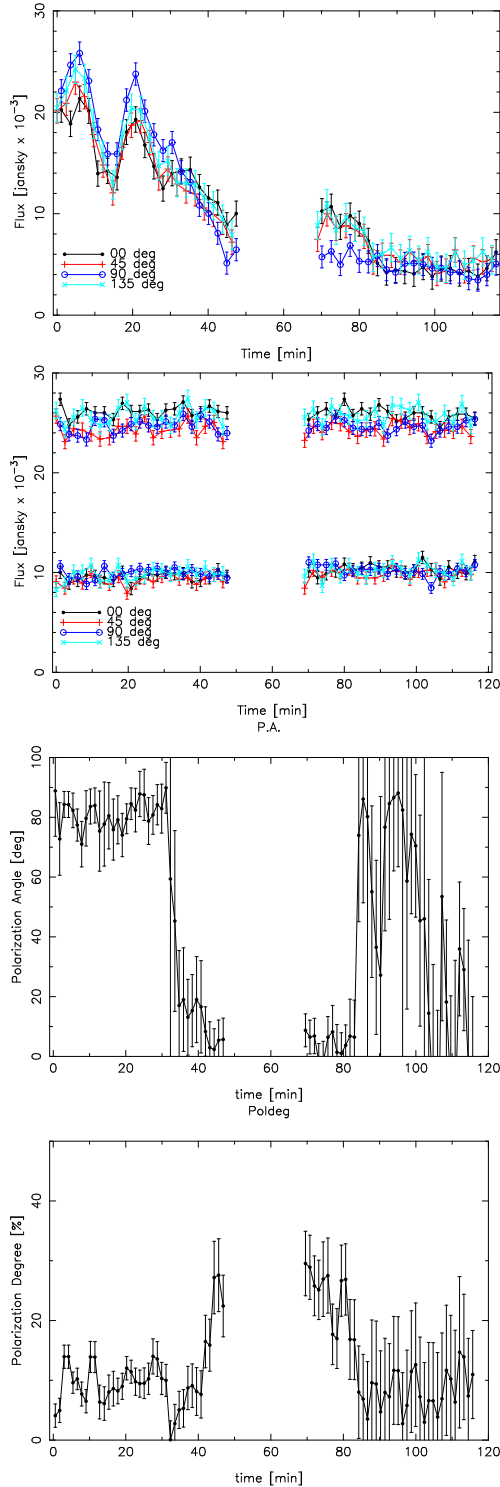 30
20
10
0
Flux [jansky x 10⁻³]
00 deg
45 deg
90 deg
135 deg
0 20 40 60 80 100
Time [min]
30
20
10
0
Flux [jansky x 10⁻³]
00 deg
45 deg
90 deg
135 deg
0 20 40 60 80 100 120
Time [min]
P.A.
100
80
60
40
20
0
Polarization Angle [deg]
0 20 40 60 80 100 120
time [min]
Poldeg
40
20
0
Polarization Degree [%]
0 20 40 60 80 100 120
time [min]